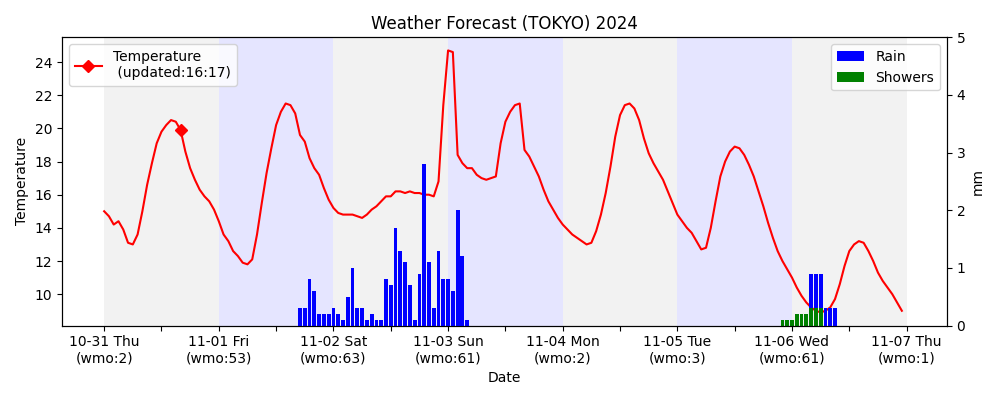 Weather Forecast (TOKYO) 2024
Temperature
(updated:16:17)
Rain
Showers
Temperature
24
22
20
18
16
14
12
10
5
4
3
2
1
0
mm
10-31 Thu
(wmo:2)
11-01 Fri
(wmo:53)
11-02 Sat
(wmo:63)
11-03 Sun
(wmo:61)
11-04 Mon
(wmo:2)
11-05 Tue
(wmo:3)
11-06 Wed
(wmo:61)
11-07 Thu
(wmo:1)
Date